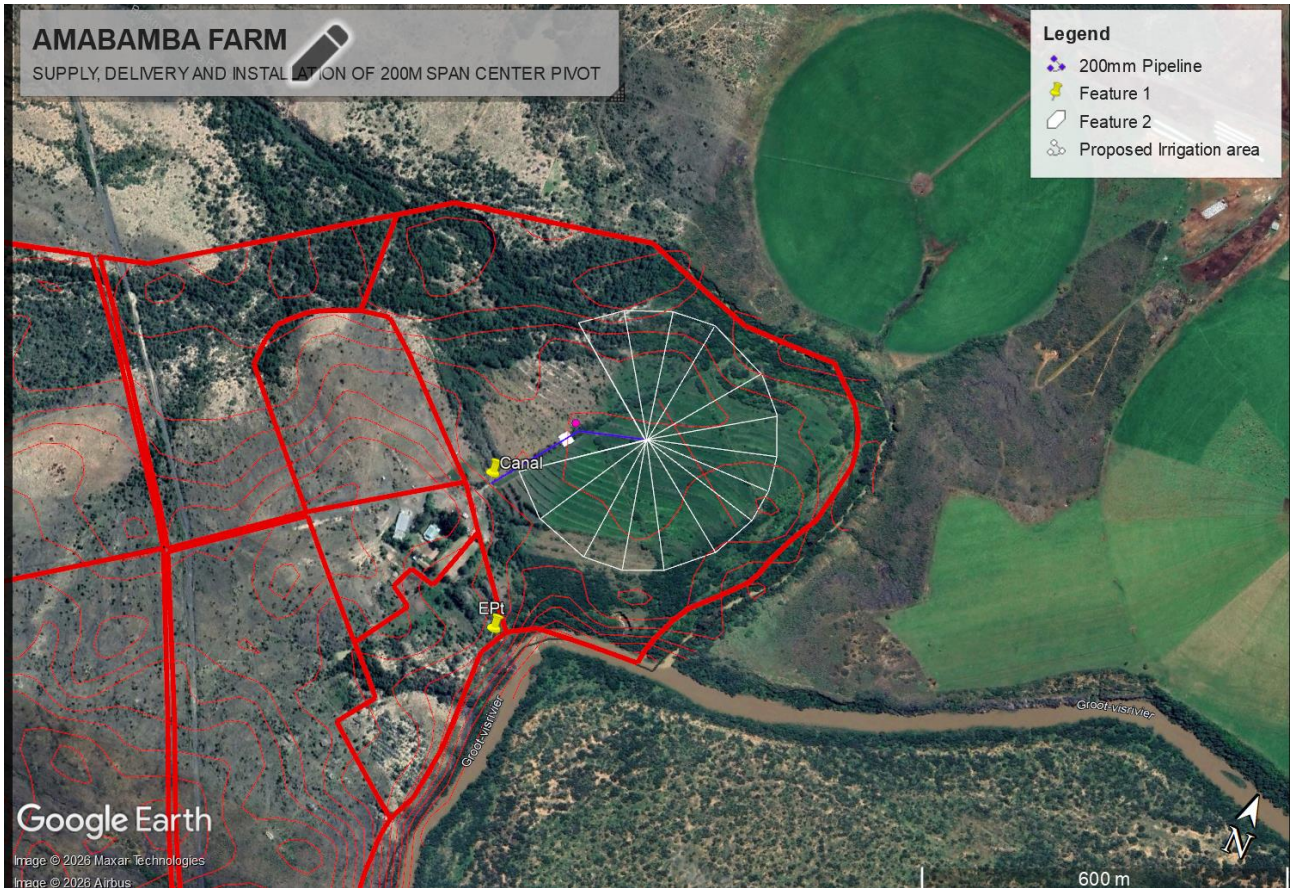 AMABAMBA FARM
SUPPLY, DELIVERY AND INSTALLATION OF 200M SPAN CENTER PIVOT
Legend
200mm Pipeline
Feature 1
Feature 2
Proposed Irrigation area
Canal
EPt
Groot-visrivier
Groot-visrivier
Google Earth
Image © 2026 Maxar Technologies
Image © 2026 Airbus
N
600 m